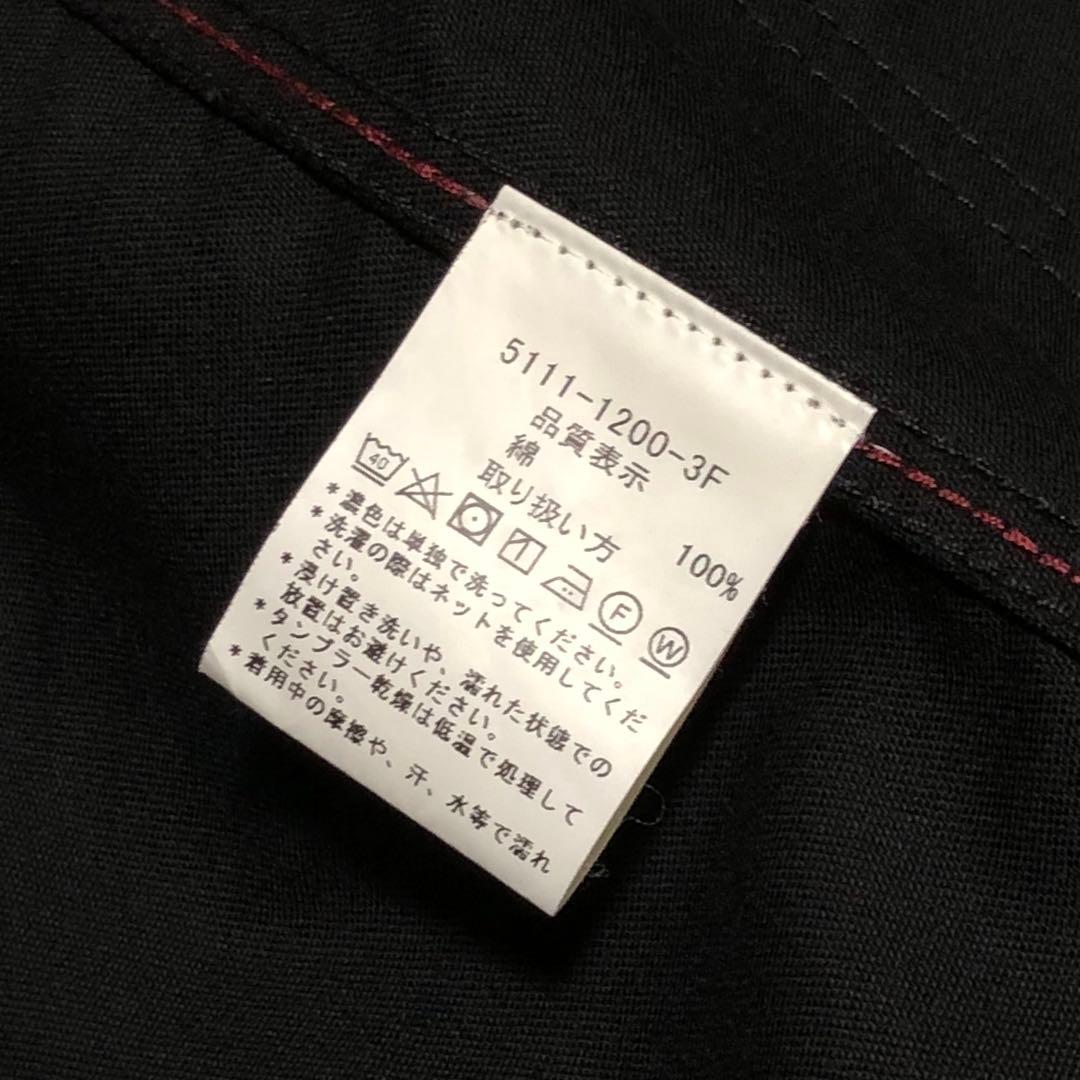 5111-1200-3F
品質表示
綿 100%
取り扱い方
40 F W
*濃色は単独で洗ってください。
*洗濯の際はネットを使用してくだ
さい。
*浸け置き洗いや、濡れた状態での
放置はお避けください。
*タンブラー乾燥は低温で処理して
ください。
*着用中の摩擦や、汗、水等で濡れ